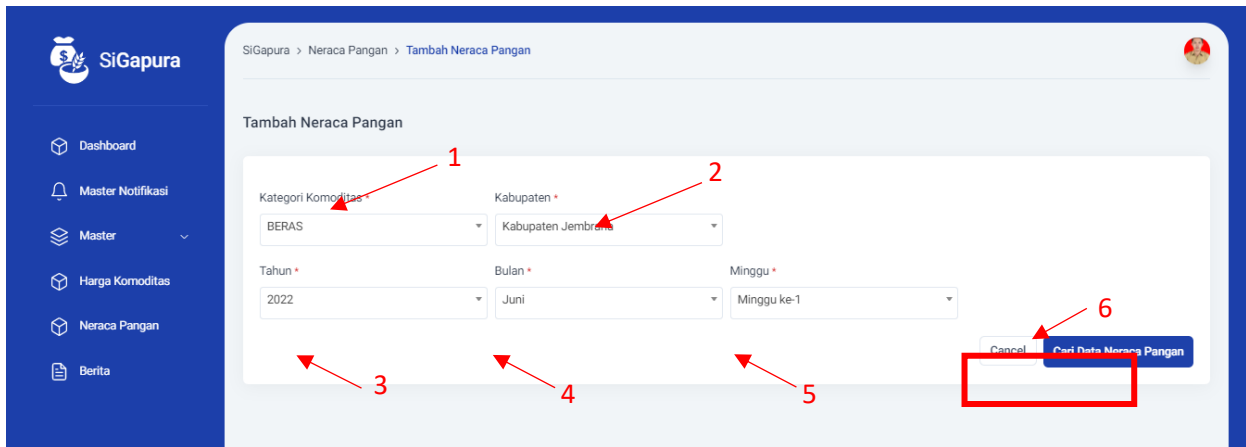 SiGapura
SiGapura > Neraca Pangan > Tambah Neraca Pangan
Tambah Neraca Pangan
Dashboard
Master Notifikasi
Master
Harga Komoditas
Neraca Pangan
Berita
1
2
Kategori Komoditas *
Kabupaten *
BERAS
Kabupaten Jembrana
Tahun *
Bulan *
Minggu *
2022
Juni
Minggu ke-1
6
Cancel
Cari Data Neraca Pangan
3
4
5